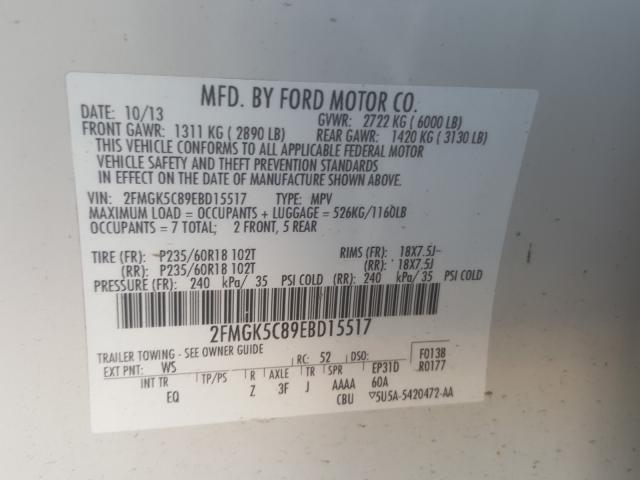 MFD. BY FORD MOTOR CO.
DATE: 10/13 GVWR: 2722 KG ( 6000 LB)
FRONT GAWR: 1311 KG ( 2890 LB) REAR GAWR: 1420 KG ( 3130 LB)
THIS VEHICLE CONFORMS TO ALL APPLICABLE FEDERAL MOTOR
VEHICLE SAFETY AND THEFT PREVENTION STANDARDS
IN EFFECT ON THE DATE OF MANUFACTURE SHOWN ABOVE.
VIN: 2FMGK5C89EBD15517 TYPE: MPV
MAXIMUM LOAD = OCCUPANTS + LUGGAGE = 526KG/1160LB
OCCUPANTS = 7 TOTAL; 2 FRONT, 5 REAR
TIRE (FR): P235/60R18 102T RIMS (FR): 18X7.5J
(RR): P235/60R18 102T (RR): 18X7.5J
PRESSURE (FR): 240 kPa/ 35 PSI COLD (RR): 240 kPa/ 35 PSI COLD
2FMGK5C89EBD15517
TRAILER TOWING - SEE OWNER GUIDE
EXT PNT: WS RC: 52 DSO: F0138
INT TR TP/PS R AXLE TR SPR EP31D R0177
EQ Z 3F J AAAA 60A
CBU 5U5A-5420472-AA